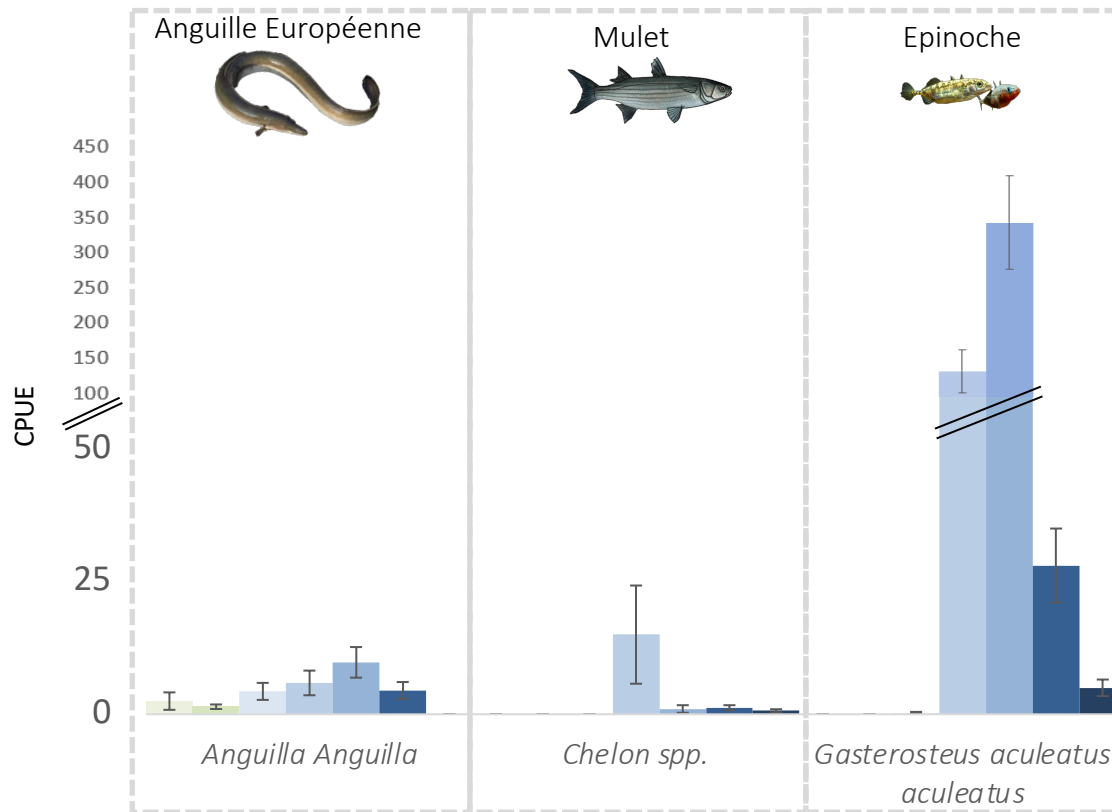 Anguille Européenne
Mulet
Epinoche
450
400
350
300
250
200
150
100
50
25
0
CPUE
Anguilla Anguilla
Chelon spp.
Gasterosteus aculeatus
aculeatus